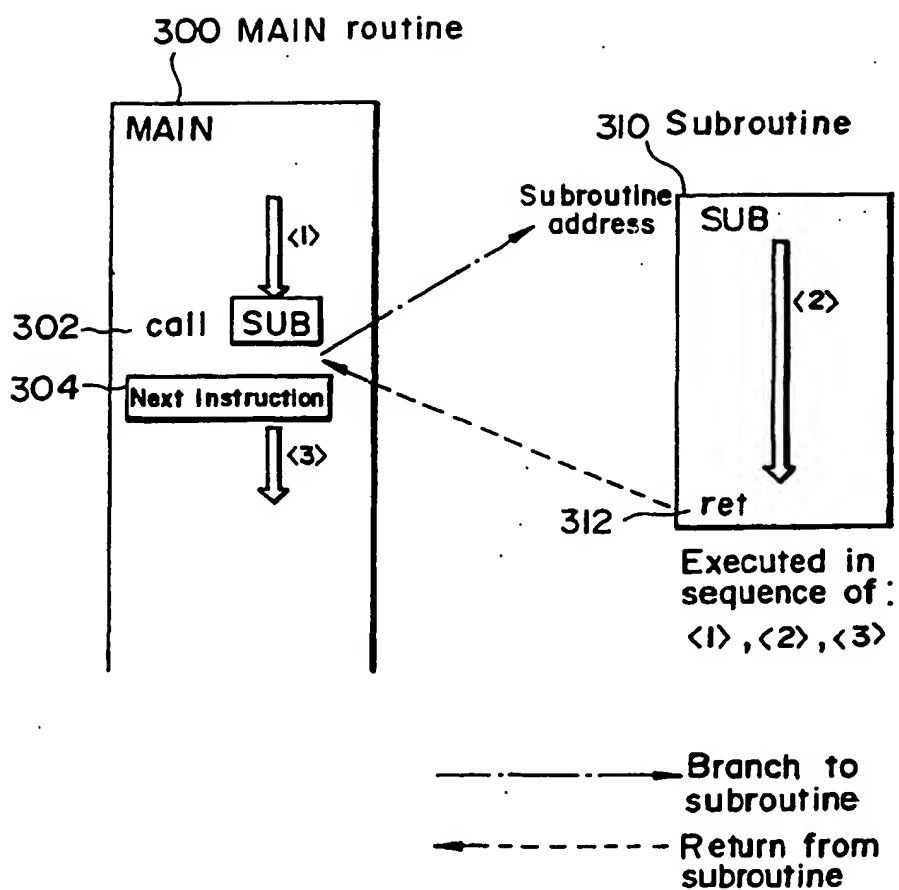 300 MAIN routine
MAIN
310 Subroutine
Subroutine
address
SUB
<1>
<2>
302 call SUB
304
Next instruction
<3>
312 ret
Executed in
sequence of :
<1>, <2>, <3>
Branch to
subroutine
Return from
subroutine